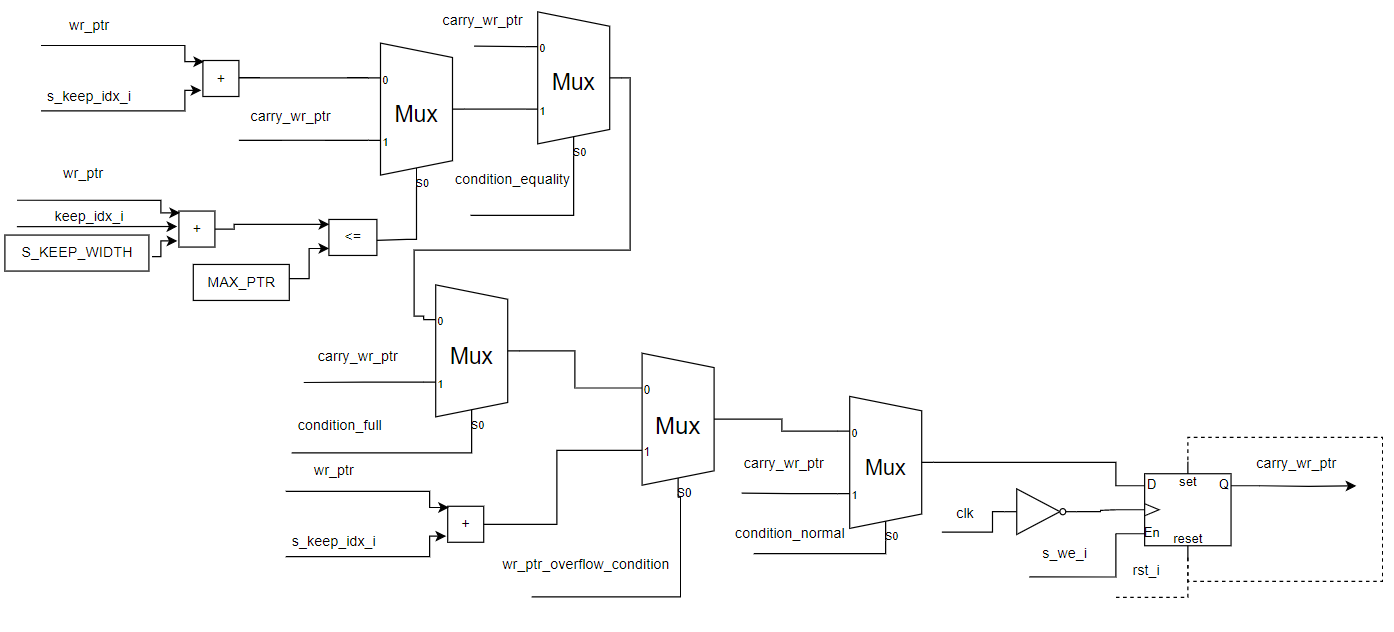 wr_ptr
s_keep_idx_i
+
carry_wr_ptr
0
1
Mux
S0
carry_wr_ptr
0
1
Mux
S0
condition_equality
wr_ptr
keep_idx_i
S_KEEP_WIDTH
+
<=
MAX_PTR
0
1
Mux
S0
carry_wr_ptr
condition_full
wr_ptr
s_keep_idx_i
+
0
1
Mux
S0
wr_ptr_overflow_condition
0
1
Mux
S0
carry_wr_ptr
condition_normal
clk
s_we_i
rst_i
D
set
Q
En
reset
carry_wr_ptr